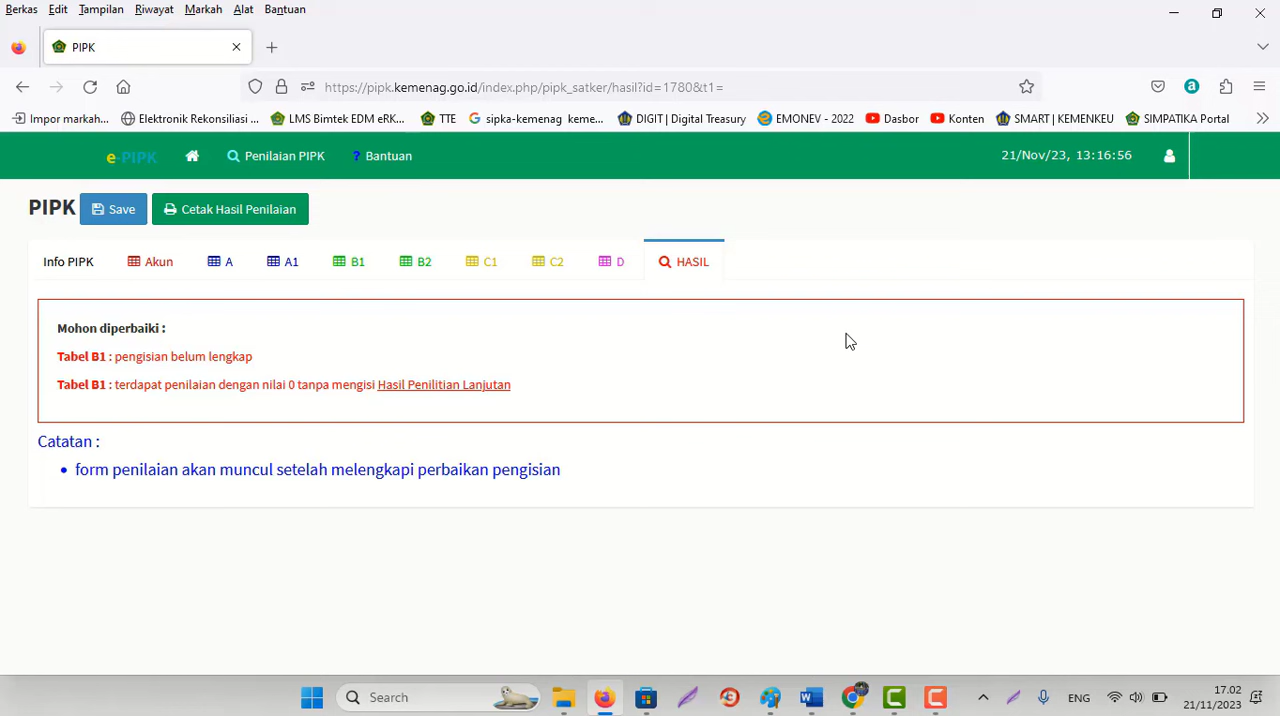 Berkas Edit Tampilan Riwayat Markah Alat Bantuan
PIPK
https://pipk.kemenag.go.id/index.php/pipk_satker/hasil?id=1780&t1=
Impor markah... Elektronik Rekonsiliasi ... LMS Bimtek EDM eRK... TTE sipka-kemenag keme... DIGIT | Digital Treasury EMONEV - 2022 Dasbor Konten SMART | KEMENKEU SIMPATIKA Portal
e-PIPK Penilaian PIPK ? Bantuan 21/Nov/23, 13:16:56
PIPK Save Cetak Hasil Penilaian
Info PIPK Akun A A1 B1 B2 C1 C2 D HASIL
Mohon diperbaiki :
Tabel B1 : pengisian belum lengkap
Tabel B1 : terdapat penilaian dengan nilai 0 tanpa mengisi Hasil Penilitian Lanjutan
Catatan :
• form penilaian akan muncul setelah melengkapi perbaikan pengisian
Search ENG 17.02
21/11/2023